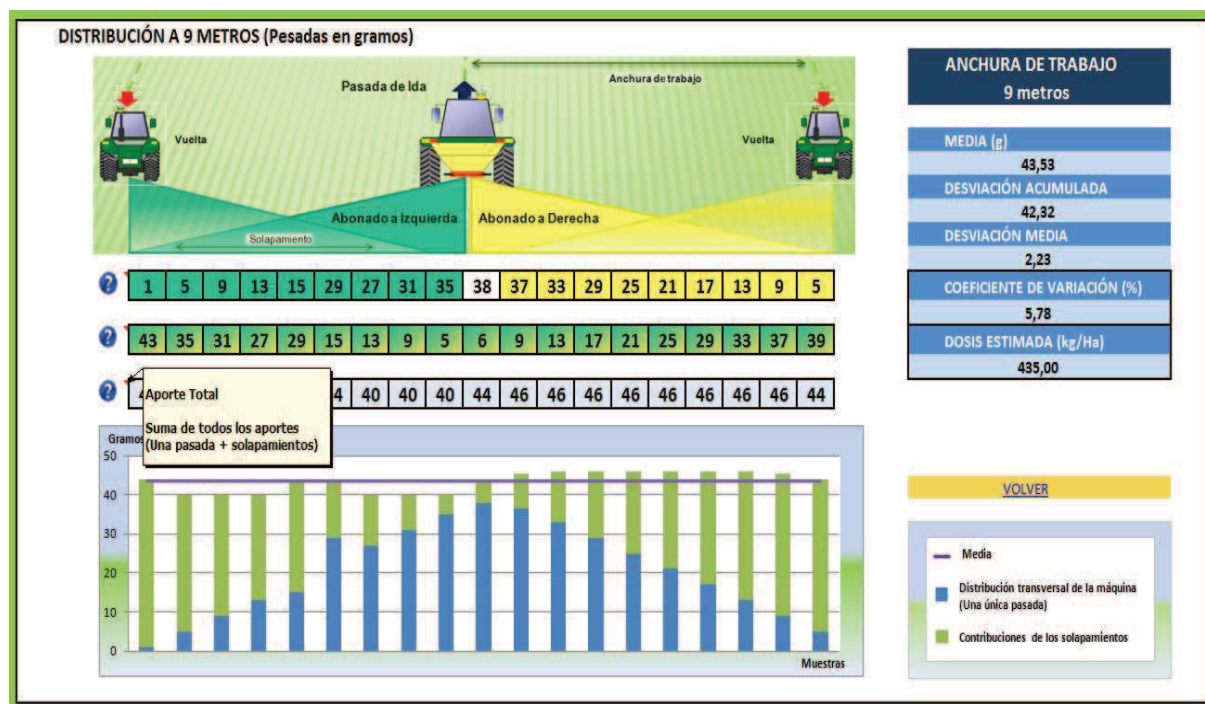 DISTRIBUCIÓN A 9 METROS (Pesadas en gramos)
Pasada de Ida
Anchura de trabajo
Vuelta
Vuelta
Abonado a Izquierda
Abonado a Derecha
Solapamiento
? 1 5 9 13 15 29 27 31 35 38 37 33 29 25 21 17 13 9 5
? 43 35 31 27 29 15 13 9 5 6 9 13 17 21 25 29 33 37 39
? 4 4 40 40 40 44 46 46 46 46 46 46 46 46 44
Aporte Total
Suma de todos los aportes
(Una pasada + solapamientos)
Gramos
50
40
30
20
10
0
Muestras
ANCHURA DE TRABAJO
9 metros
MEDIA (g)
43,53
DESVIACIÓN ACUMULADA
42,32
DESVIACIÓN MEDIA
2,23
COEFICIENTE DE VARIACIÓN (%)
5,78
DOSIS ESTIMADA (kg/Ha)
435,00
VOLVER
Media
Distribución transversal de la máquina
(Una única pasada)
Contribuciones de los solapamientos